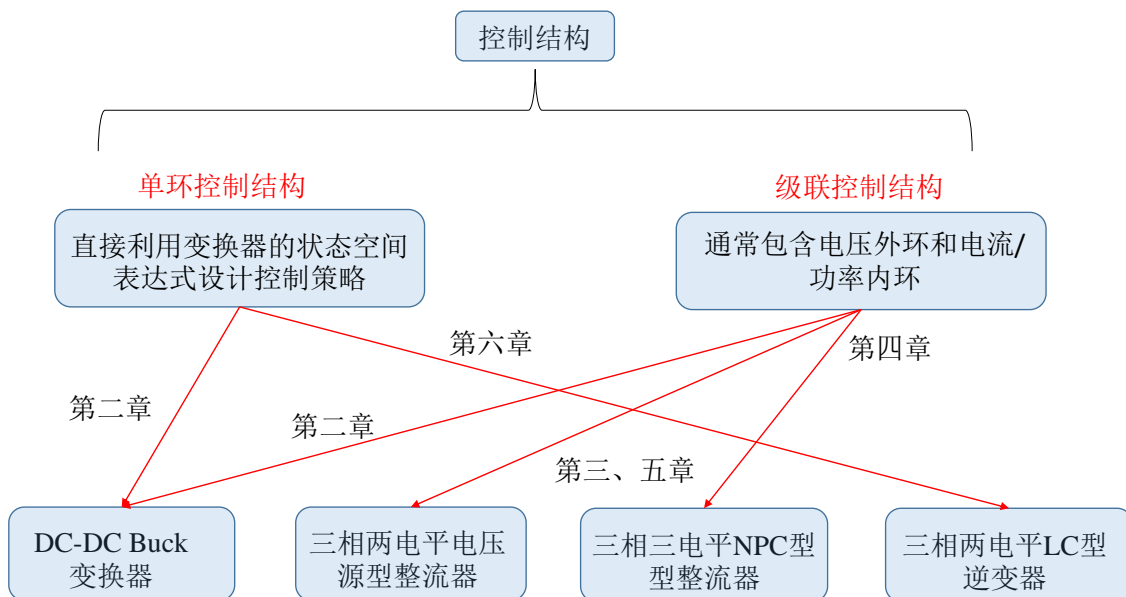 控制结构
单环控制结构
级联控制结构
直接利用变换器的状态空间
表达式设计控制策略
通常包含电压外环和电流/
功率内环
第六章
第四章
第二章
第二章
第三、五章
DC-DC Buck
变换器
三相两电平电压
源型整流器
三相三电平NPC型
型整流器
三相两电平LC型
逆变器